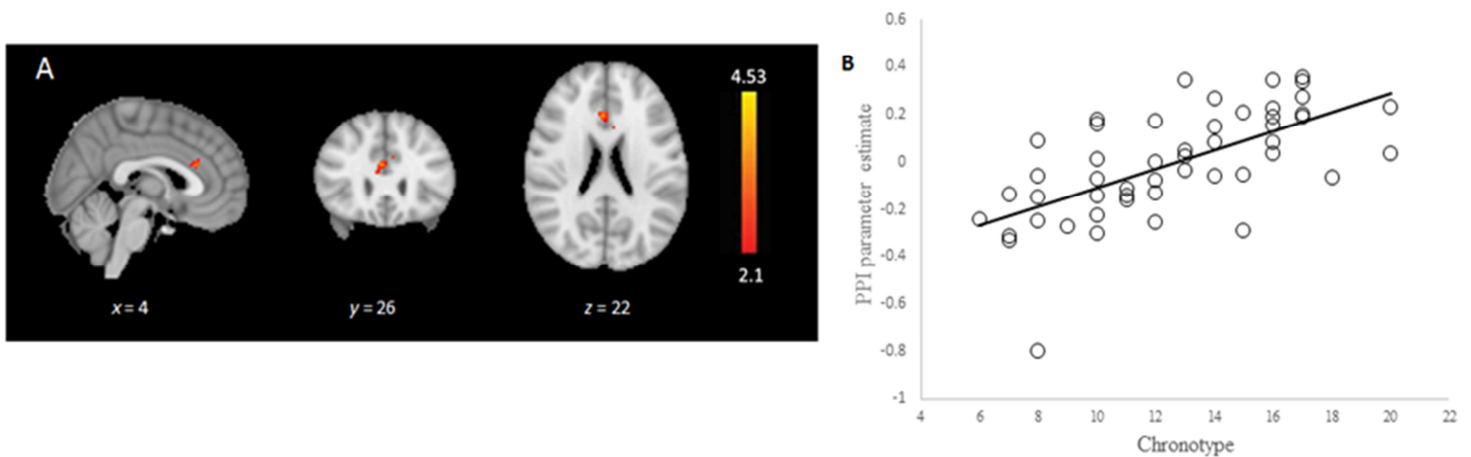 A
4.53
2.1
x = 4
y = 26
z = 22
B
0.6
0.4
0.2
0
-0.2
-0.4
-0.6
-0.8
-1
PPI parameter estimate
4 6 8 10 12 14 16 18 20 22
Chronotype